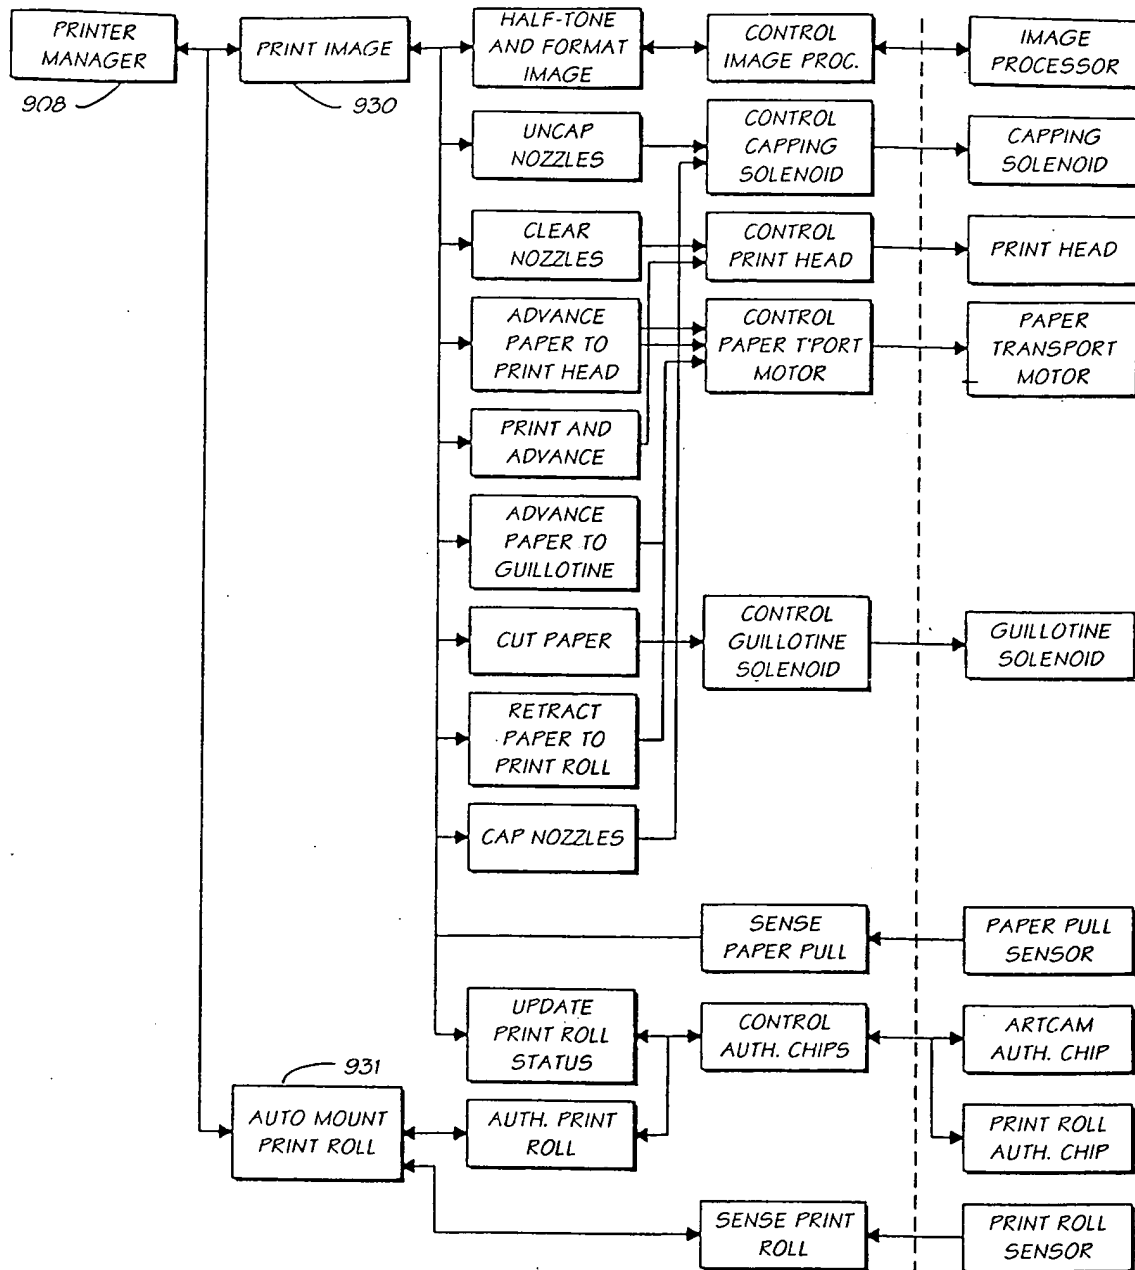 PRINTER
MANAGER
908
PRINT IMAGE
930
HALF-TONE
AND FORMAT
IMAGE
CONTROL
IMAGE PROC.
IMAGE
PROCESSOR
UNCAP
NOZZLES
CONTROL
CAPPING
SOLENOID
CAPPING
SOLENOID
CLEAR
NOZZLES
CONTROL
PRINT HEAD
PRINT HEAD
ADVANCE
PAPER TO
PRINT HEAD
CONTROL
PAPER T'PORT
MOTOR
PAPER
TRANSPORT
MOTOR
PRINT AND
ADVANCE
ADVANCE
PAPER TO
GUILLOTINE
CUT PAPER
CONTROL
GUILLOTINE
SOLENOID
GUILLOTINE
SOLENOID
RETRACT
PAPER TO
PRINT ROLL
CAP NOZZLES
SENSE
PAPER PULL
PAPER PULL
SENSOR
UPDATE
PRINT ROLL
STATUS
CONTROL
AUTH. CHIPS
ARTCAM
AUTH. CHIP
931
AUTO MOUNT
PRINT ROLL
AUTH. PRINT
ROLL
PRINT ROLL
AUTH. CHIP
SENSE PRINT
ROLL
PRINT ROLL
SENSOR